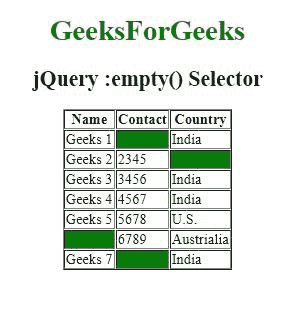 GeeksForGeeks
jQuery :empty() Selector
Name Contact Country
Geeks 1 India
Geeks 2 2345
Geeks 3 3456 India
Geeks 4 4567 India
Geeks 5 5678 U.S.
6789 Austrialia
Geeks 7 India